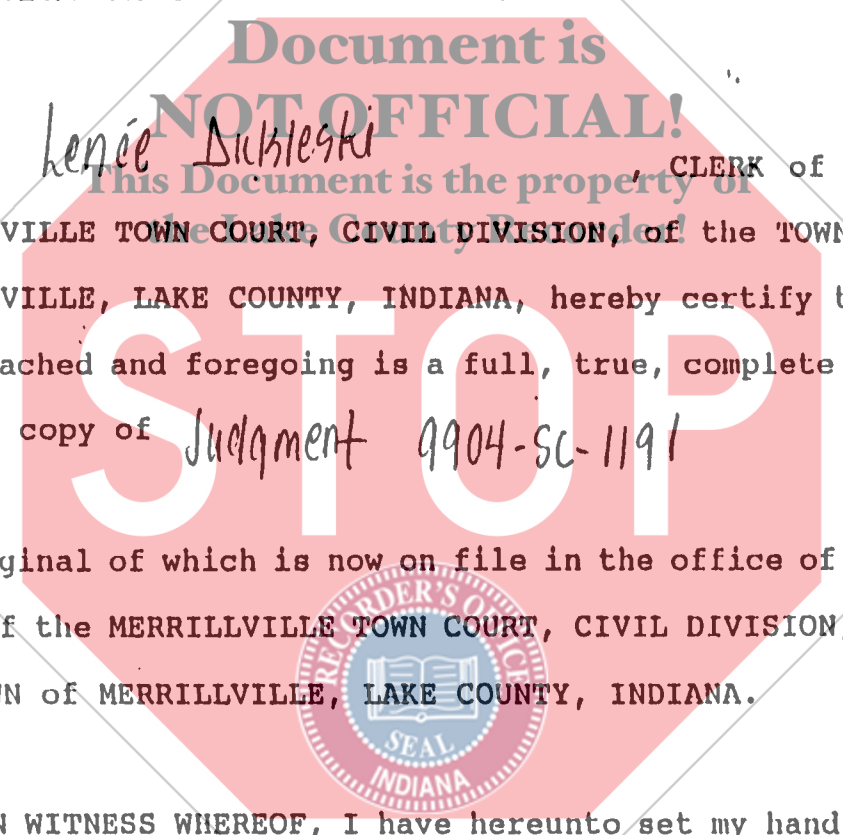 Document is
NOT OFFICIAL!
This Document is the property of
the Lake County Recorder!
STOP
Lenée
, CLERK of
VILLE TOWN COURT, CIVIL DIVISION, of the TOWN
VILLE, LAKE COUNTY, INDIANA, hereby certify t
ached and foregoing is a full, true, complete
copy of Judgment 9904-SC-1191
ginal of which is now on file in the office of
f the MERRILLVILLE TOWN COURT, CIVIL DIVISION,
WN of MERRILLVILLE, LAKE COUNTY, INDIANA.
RECORDER'S OFFICE
SEAL
INDIANA
N WITNESS WHEREOF, I have hereunto set my hand